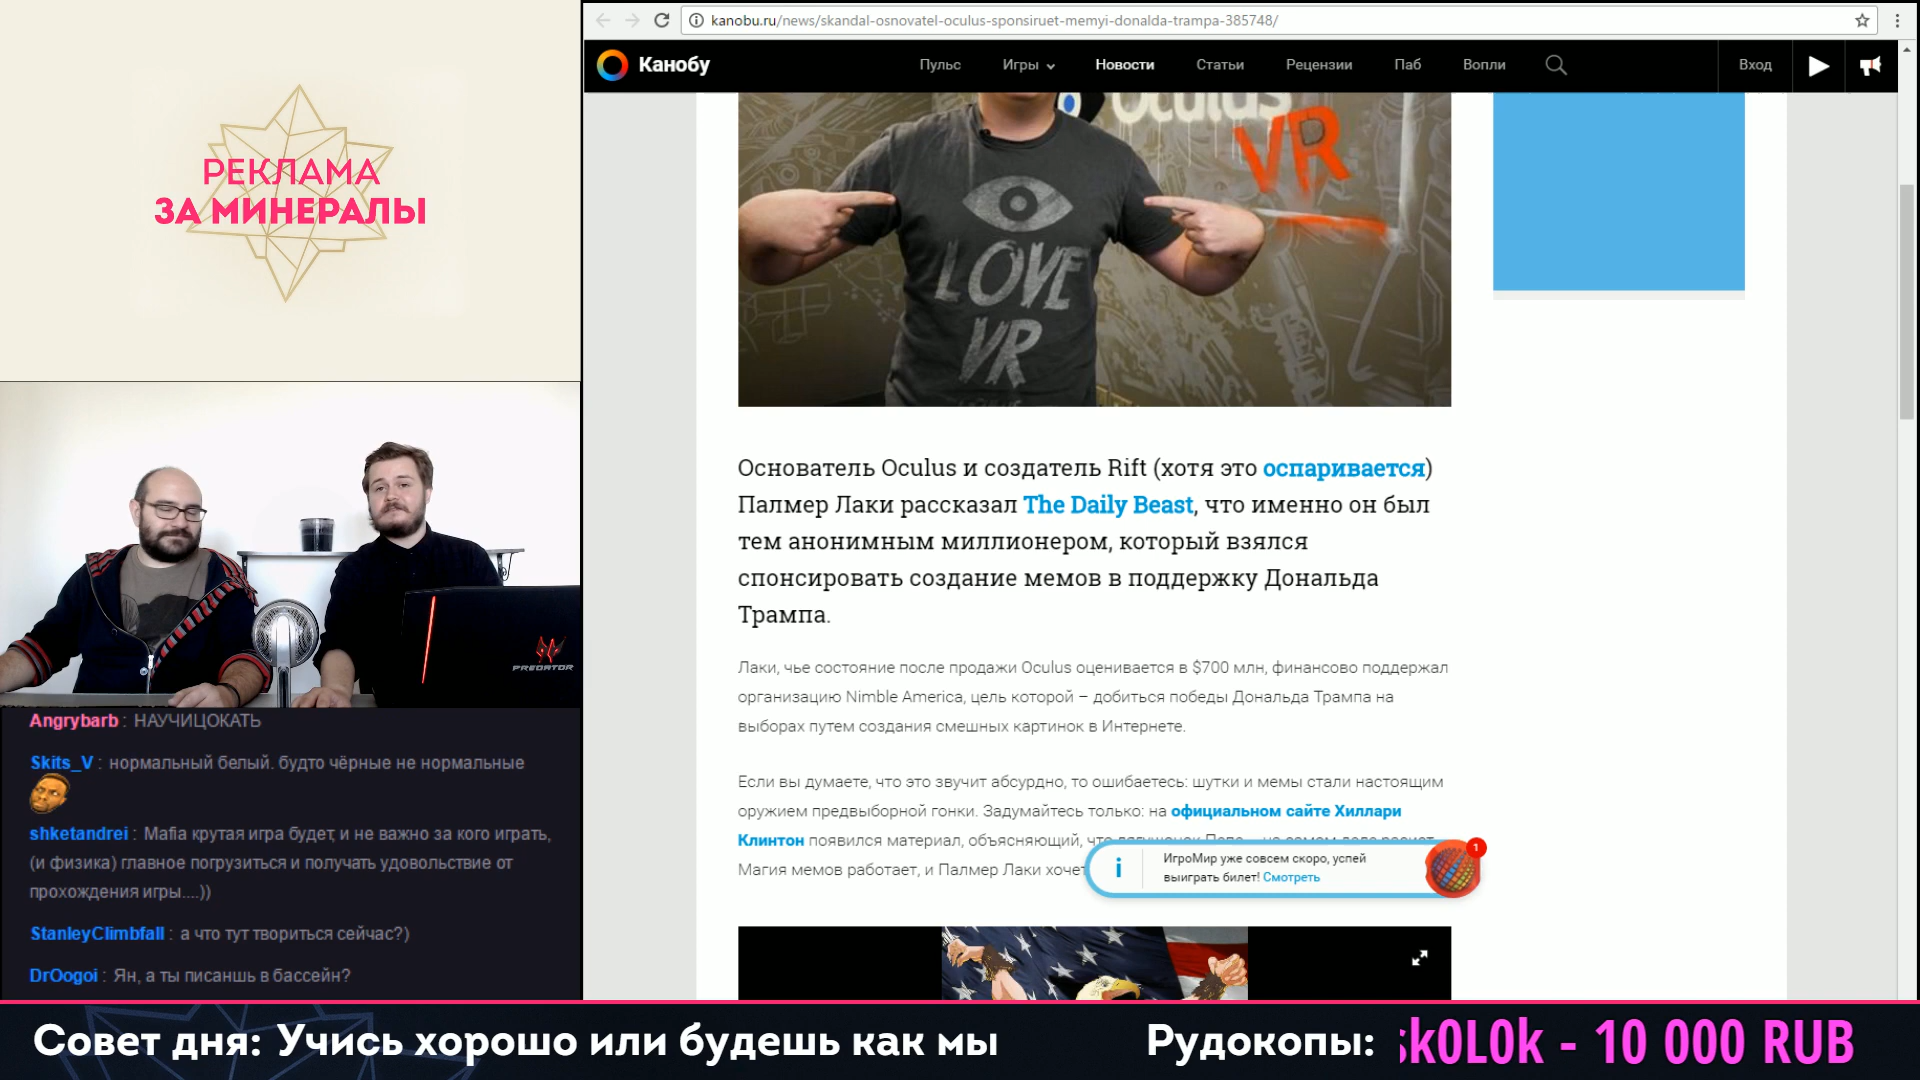 РЕКЛАМА
ЗА МИНЕРАЛЫ
PREDATOR
Angrybarb : НАУЧИЦОКАТЬ
Skits_V : нормальный белый. будто чёрные не нормальные
shketandrei : Mafia крутая игра будет, и не важно за кого играть,
(и физика) главное погрузиться и получать удовольствие от
прохождения игры....))
StanleyClimbfall : а что тут твориться сейчас?)
DrOogoi : Ян, а ты писаншь в бассейн?
kanobu.ru/news/skandal-osnovatel-oculus-sponsiruet-memyi-donalda-trampa-385748/
Канобу
Пульс Игры Новости Статьи Рецензии Паб Вопли Вход
Oculus
VR
LOVE
VR
Основатель Oculus и создатель Rift (хотя это оспаривается)
Палмер Лаки рассказал The Daily Beast, что именно он был
тем анонимным миллионером, который взялся
спонсировать создание мемов в поддержку Дональда
Трампа.
Лаки, чье состояние после продажи Oculus оценивается в $700 млн, финансово поддержал
организацию Nimble America, цель которой – добиться победы Дональда Трампа на
выборах путем создания смешных картинок в Интернете.
Если вы думаете, что это звучит абсурдно, то ошибаетесь: шутки и мемы стали настоящим
оружием предвыборной гонки. Задумайтесь только: на официальном сайте Хиллари
Клинтон появился материал, объясняющий,
Магия мемов работает, и Палмер Лаки хочет
i
ИгроМир уже совсем скоро, успей
выиграть билет! Смотреть
1
Совет дня: Учись хорошо или будешь как мы
Рудокопы: sk0L0k - 10 000 RUB